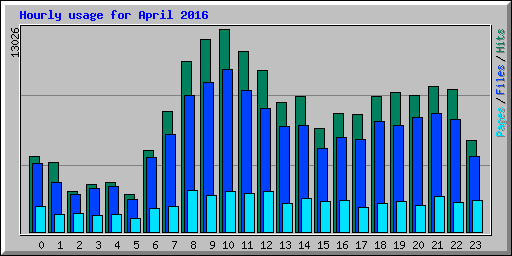 Hourly usage for April 2016
13026
Pages/Files/Hits
0 1 2 3 4 5 6 7 8 9 10 11 12 13 14 15 16 17 18 19 20 21 22 23